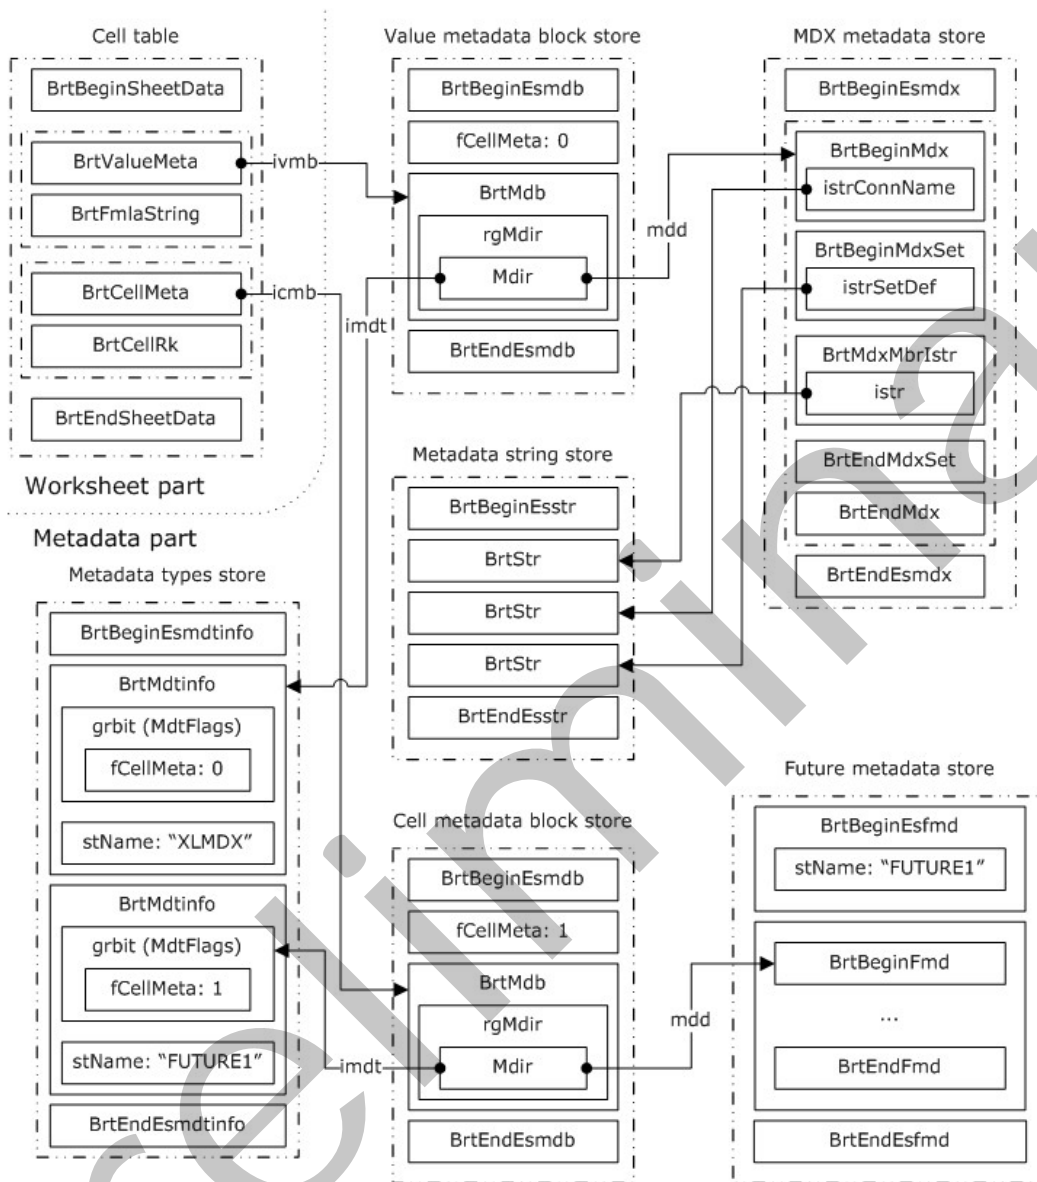 Cell table
BrtBeginSheetData
BrtValueMeta
BrtFmlaString
BrtCellMeta
BrtCellRk
BrtEndSheetData
Worksheet part
ivmb
icmb
Value metadata block store
BrtBeginEsmdb
fCellMeta: 0
BrtMdb
rgMdir
Mdir
BrtEndEsmdb
imdt
mdd
MDX metadata store
BrtBeginEsmdx
BrtBeginMdx
istrConnName
BrtBeginMdxSet
istrSetDef
BrtMdxMbrIstr
istr
BrtEndMdxSet
BrtEndMdx
BrtEndEsmdx
Metadata string store
BrtBeginEsstr
BrtStr
BrtStr
BrtStr
BrtEndEsstr
Metadata part
Metadata types store
BrtBeginEsmdtinfo
BrtMdtinfo
grbit (MdtFlags)
fCellMeta: 0
stName: “XLMDX”
BrtMdtinfo
grbit (MdtFlags)
fCellMeta: 1
stName: “FUTURE1”
BrtEndEsmdtinfo
imdt
Cell metadata block store
BrtBeginEsmdb
fCellMeta: 1
BrtMdb
rgMdir
Mdir
BrtEndEsmdb
mdd
Future metadata store
BrtBeginEsfmd
stName: “FUTURE1”
BrtBeginFmd
...
BrtEndFmd
BrtEndEsfmd
elimina